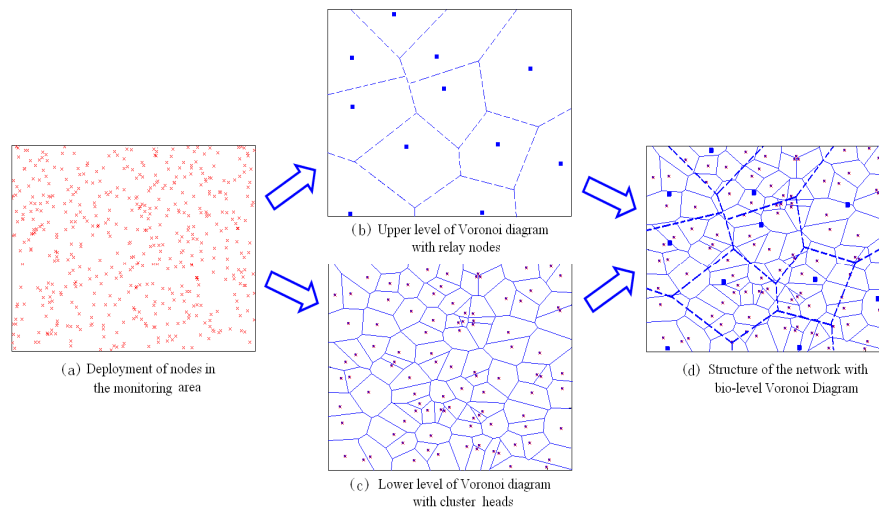 (a) Deployment of nodes in
the monitoring area
(b) Upper level of Voronoi diagram
with relay nodes
(c) Lower level of Voronoi diagram
with cluster heads
(d) Structure of the network with
bio-level Voronoi Diagram